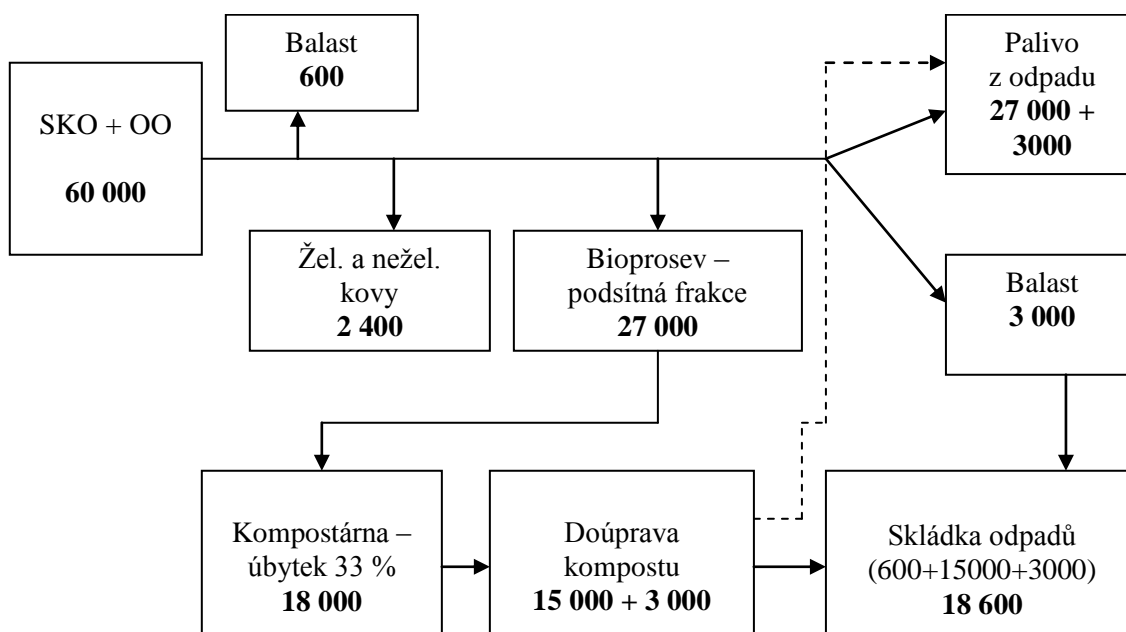 Balast
600
Palivo
z odpadu
27 000 +
3000
SKO + OO
60 000
Žel. a nežel.
kovy
2 400
Bioprosev –
podsítná frakce
27 000
Balast
3 000
Kompostárna –
úbytek 33 %
18 000
Doúprava
kompostu
15 000 + 3 000
Skládka odpadů
(600+15000+3000)
18 600